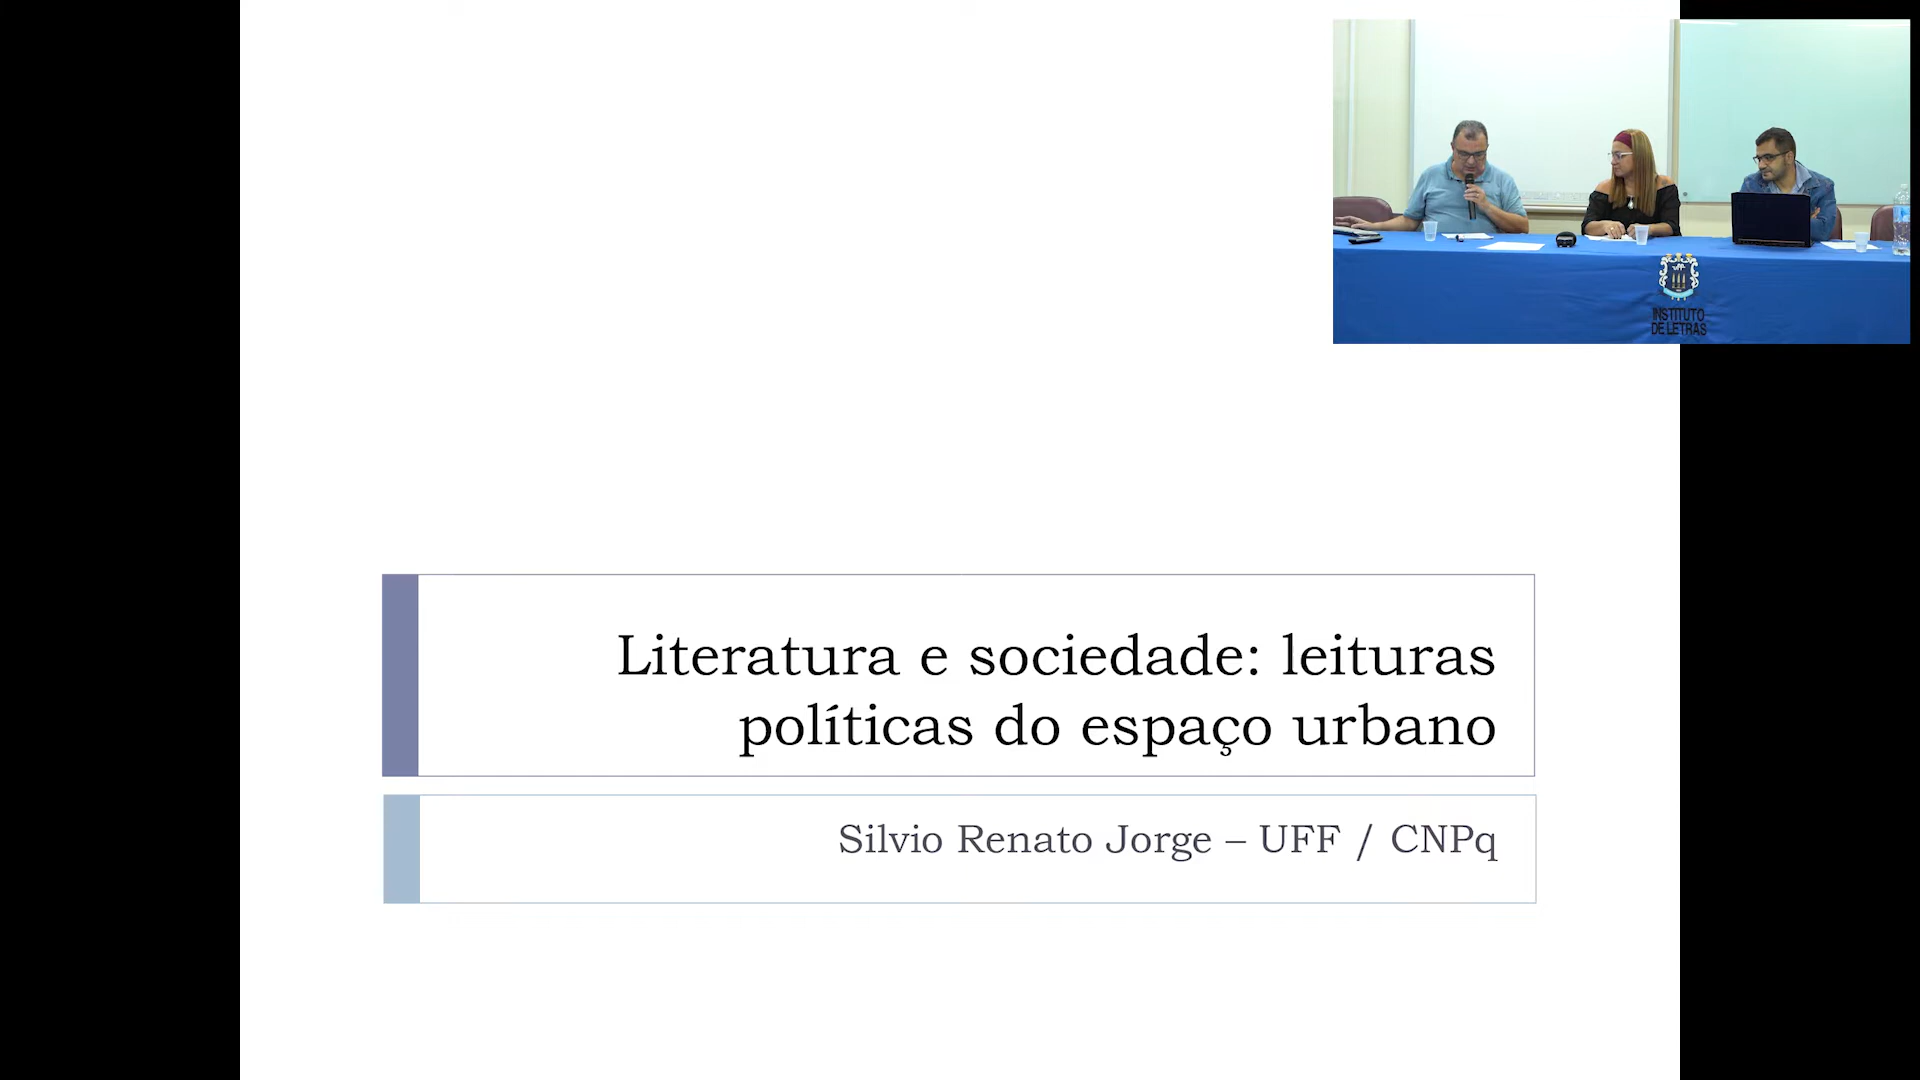 INSTITUTO
DE LETRAS
Literatura e sociedade: leituras
políticas do espaço urbano
Silvio Renato Jorge – UFF / CNPq